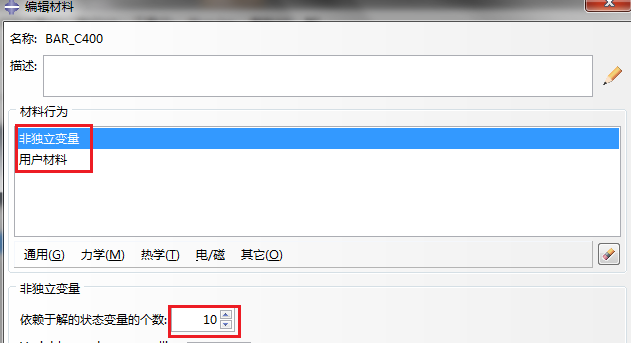 编辑材料
名称: BAR_C400
描述:
材料行为
非独立变量
用户材料
通用(G) 力学(M) 热学(T) 电/磁 其它(O)
非独立变量
依赖于解的状态变量的个数: 10